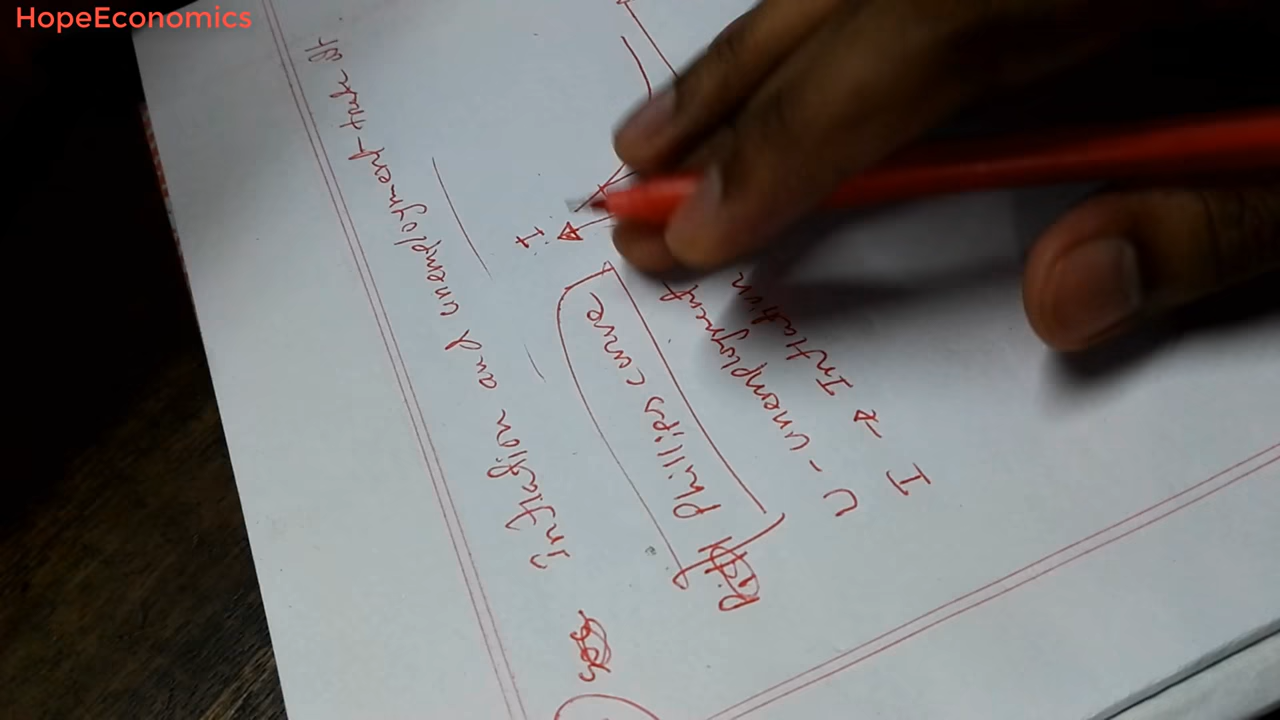 HopeEconomics
inflation and unemployment - trade off
Phillips curve
I
U - unemployment
I → Inflation